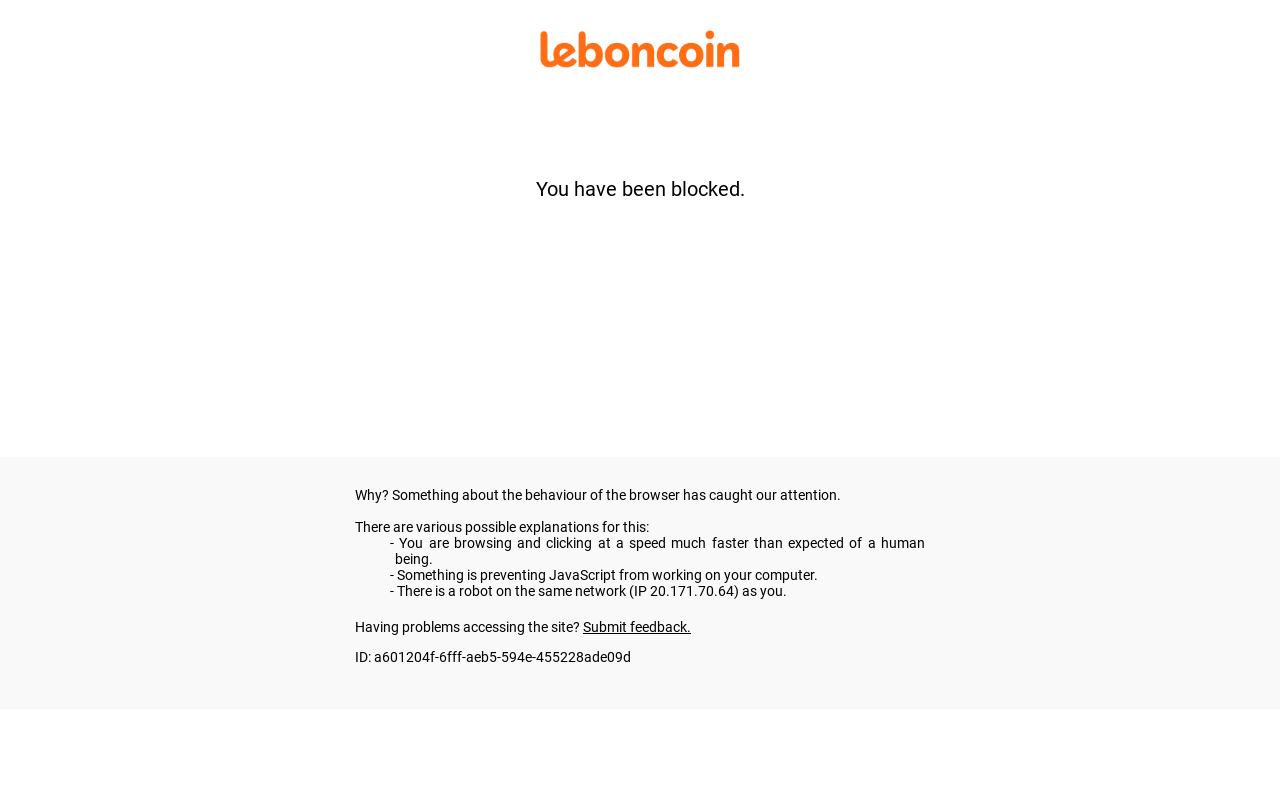 leboncoin
You have been blocked.
Why? Something about the behaviour of the browser has caught our attention.
There are various possible explanations for this:
- You are browsing and clicking at a speed much faster than expected of a human
being.
- Something is preventing JavaScript from working on your computer.
- There is a robot on the same network (IP 20.171.70.64) as you.
Having problems accessing the site? Submit feedback.
ID: a601204f-6fff-aeb5-594e-455228ade09d